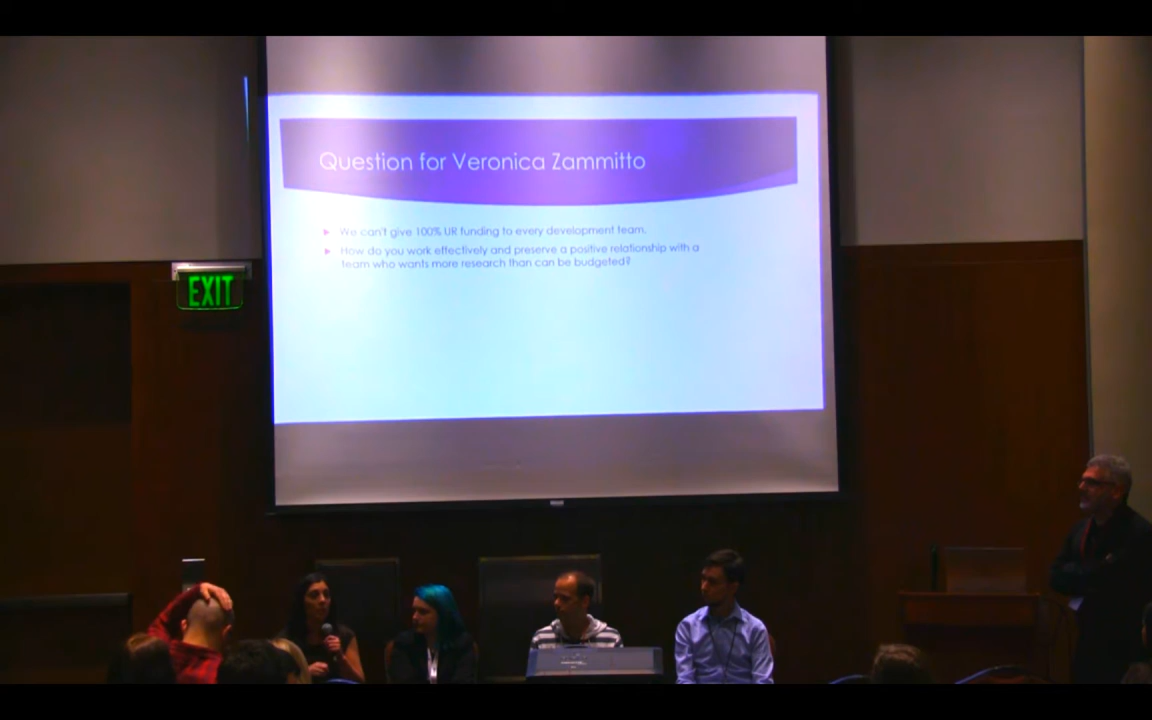 Question for Veronica Zammitto
We can't give 100% UR funding to every development team.
How do you work effectively and preserve a positive relationship with a
team who wants more research than can be budgeted?
EXIT